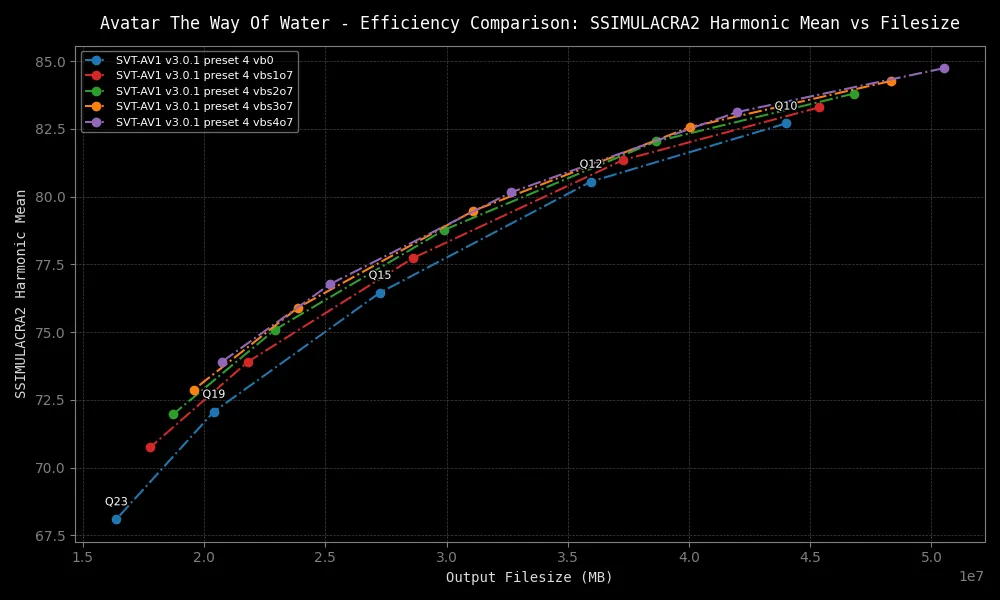 Avatar The Way Of Water - Efficiency Comparison: SSIMULACRA2 Harmonic Mean vs Filesize
SVT-AV1 v3.0.1 preset 4 vb0
SVT-AV1 v3.0.1 preset 4 vbs1o7
SVT-AV1 v3.0.1 preset 4 vbs2o7
SVT-AV1 v3.0.1 preset 4 vbs3o7
SVT-AV1 v3.0.1 preset 4 vbs4o7
85.0
82.5
80.0
77.5
75.0
72.5
70.0
67.5
SSIMULACRA2 Harmonic Mean
Q10
Q12
Q15
Q19
Q23
1.5 2.0 2.5 3.0 3.5 4.0 4.5 5.0
1e7
Output Filesize (MB)